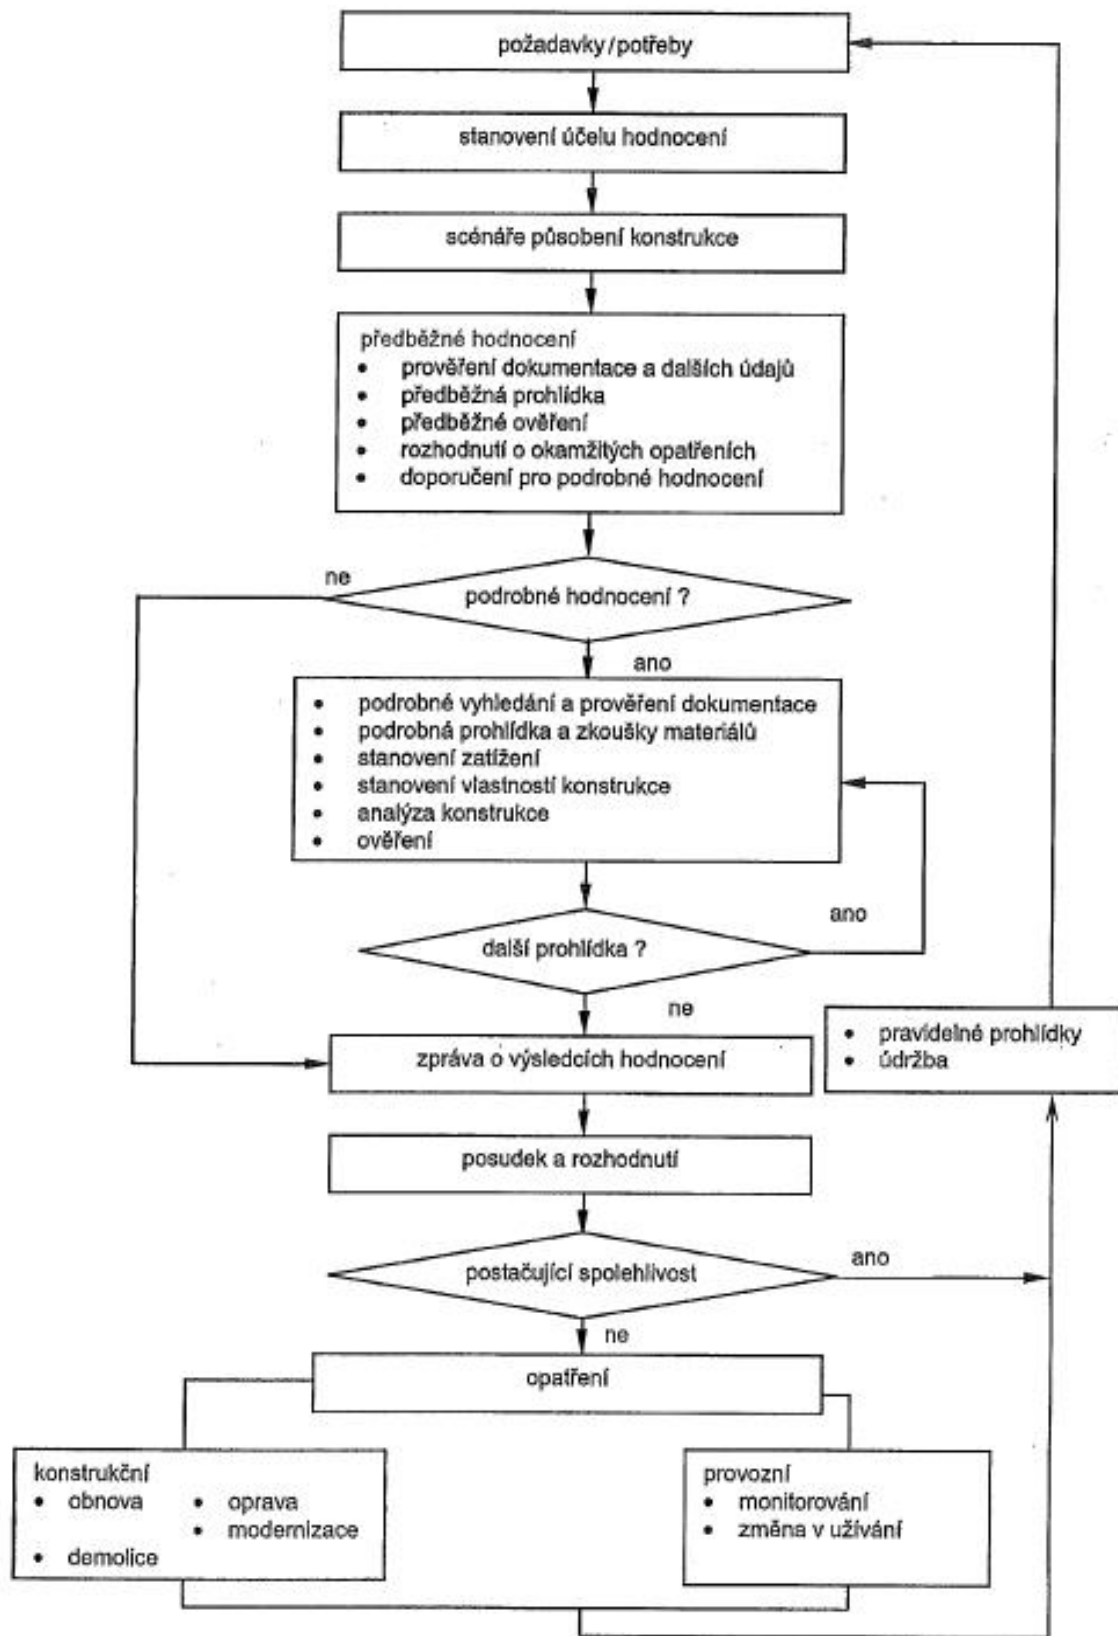 požadavky/potřeby
stanovení účelu hodnocení
scénáře působení konstrukce
předběžné hodnocení
• prověření dokumentace a dalších údajů
• předběžná prohlídka
• předběžné ověření
• rozhodnutí o okamžitých opatřeních
• doporučení pro podrobné hodnocení
ne
podrobné hodnocení ?
ano
• podrobné vyhledání a prověření dokumentace
• podrobná prohlídka a zkoušky materiálů
• stanovení zatížení
• stanovení vlastností konstrukce
• analýza konstrukce
• ověření
ano
další prohlídka ?
ne
• pravidelné prohlídky
• údržba
zpráva o výsledcích hodnocení
posudek a rozhodnutí
postačující spolehlivost
ano
ne
opatření
konstrukční
• obnova • oprava
• modernizace
• demolice
provozní
• monitorování
• změna v užívání